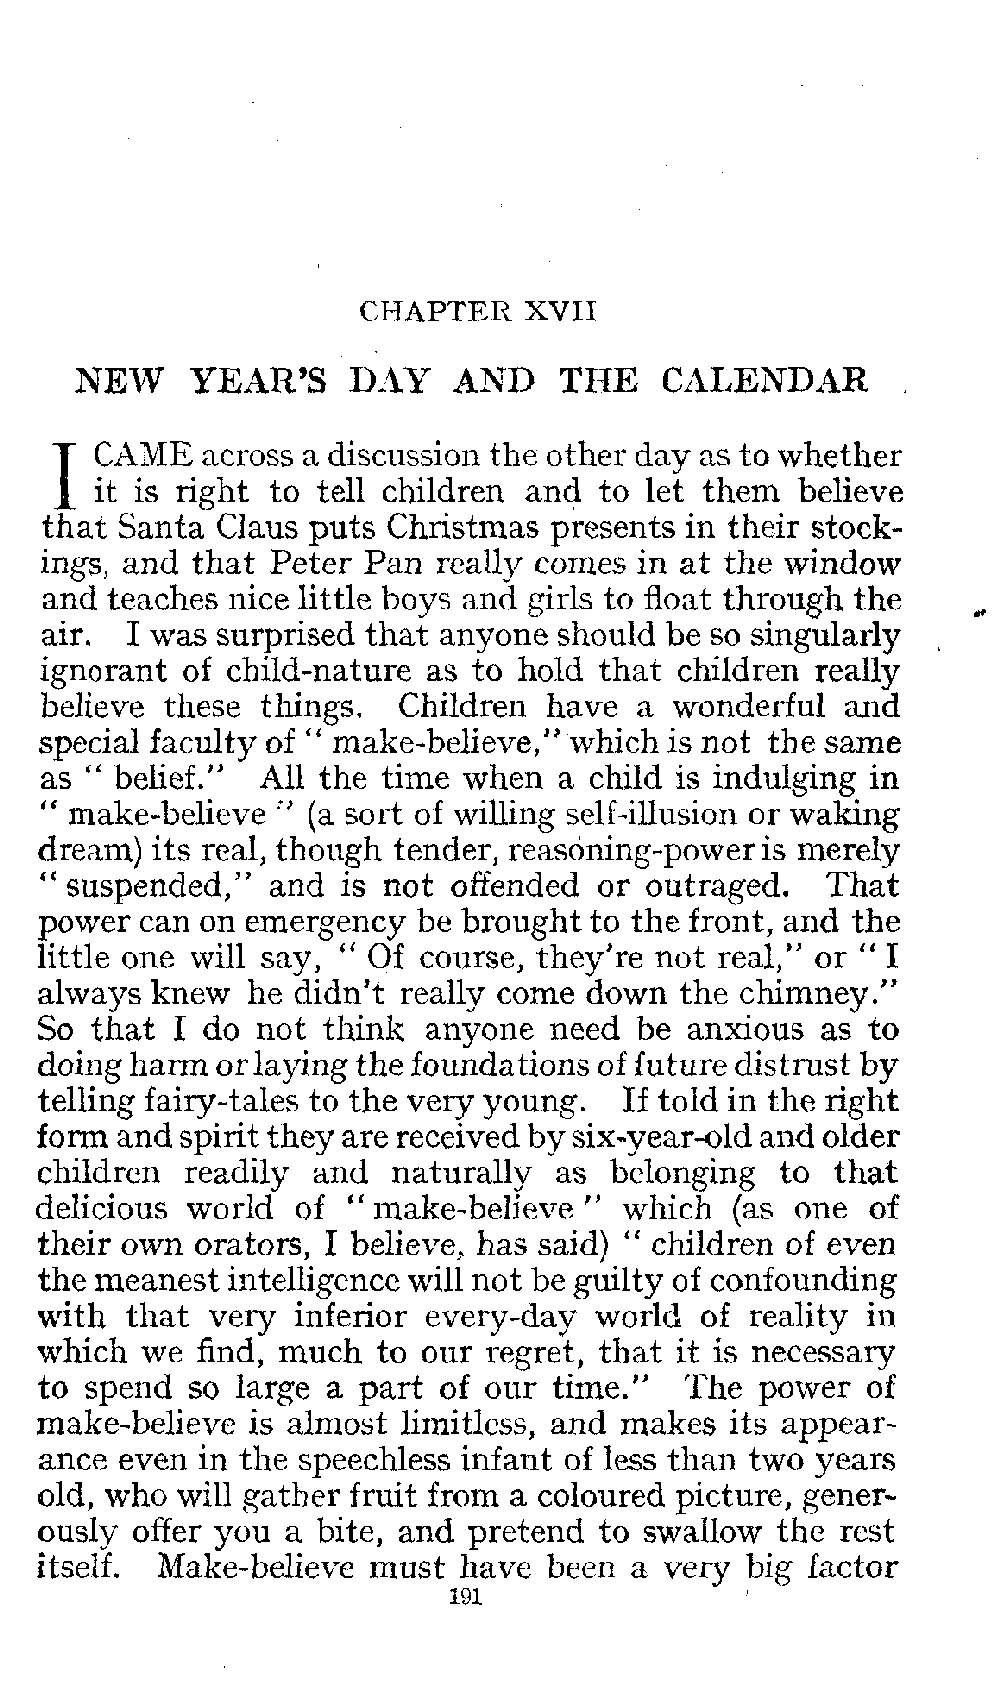 CHAPTER XVII
NEW YEAR'S DAY AND THE CALENDAR
I CAME across a discussion the other day as to whether
it is right to tell children and to let them believe
that Santa Claus puts Christmas presents in their stock-
ings, and that Peter Pan really comes in at the window
and teaches nice little boys and girls to float through the
air. I was surprised that anyone should be so singularly
ignorant of child-nature as to hold that children really
believe these things. Children have a wonderful and
special faculty of " make-believe," which is not the same
as " belief." All the time when a child is indulging in
" make-believe " (a sort of willing self-illusion or waking
dream) its real, though tender, reasoning-power is merely
" suspended," and is not offended or outraged. That
power can on emergency be brought to the front, and the
little one will say, " Of course, they're not real," or " I
always knew he didn't really come down the chimney."
So that I do not think anyone need be anxious as to
doing harm or laying the foundations of future distrust by
telling fairy-tales to the very young. If told in the right
form and spirit they are received by six-year-old and older
children readily and naturally as belonging to that
delicious world of " make-believe " which (as one of
their own orators, I believe, has said) " children of even
the meanest intelligence will not be guilty of confounding
with that very inferior every-day world of reality in
which we find, much to our regret, that it is necessary
to spend so large a part of our time." The power of
make-believe is almost limitless, and makes its appear-
ance even in the speechless infant of less than two years
old, who will gather fruit from a coloured picture, gener-
ously offer you a bite, and pretend to swallow the rest
itself. Make-believe must have been a very big factor
191